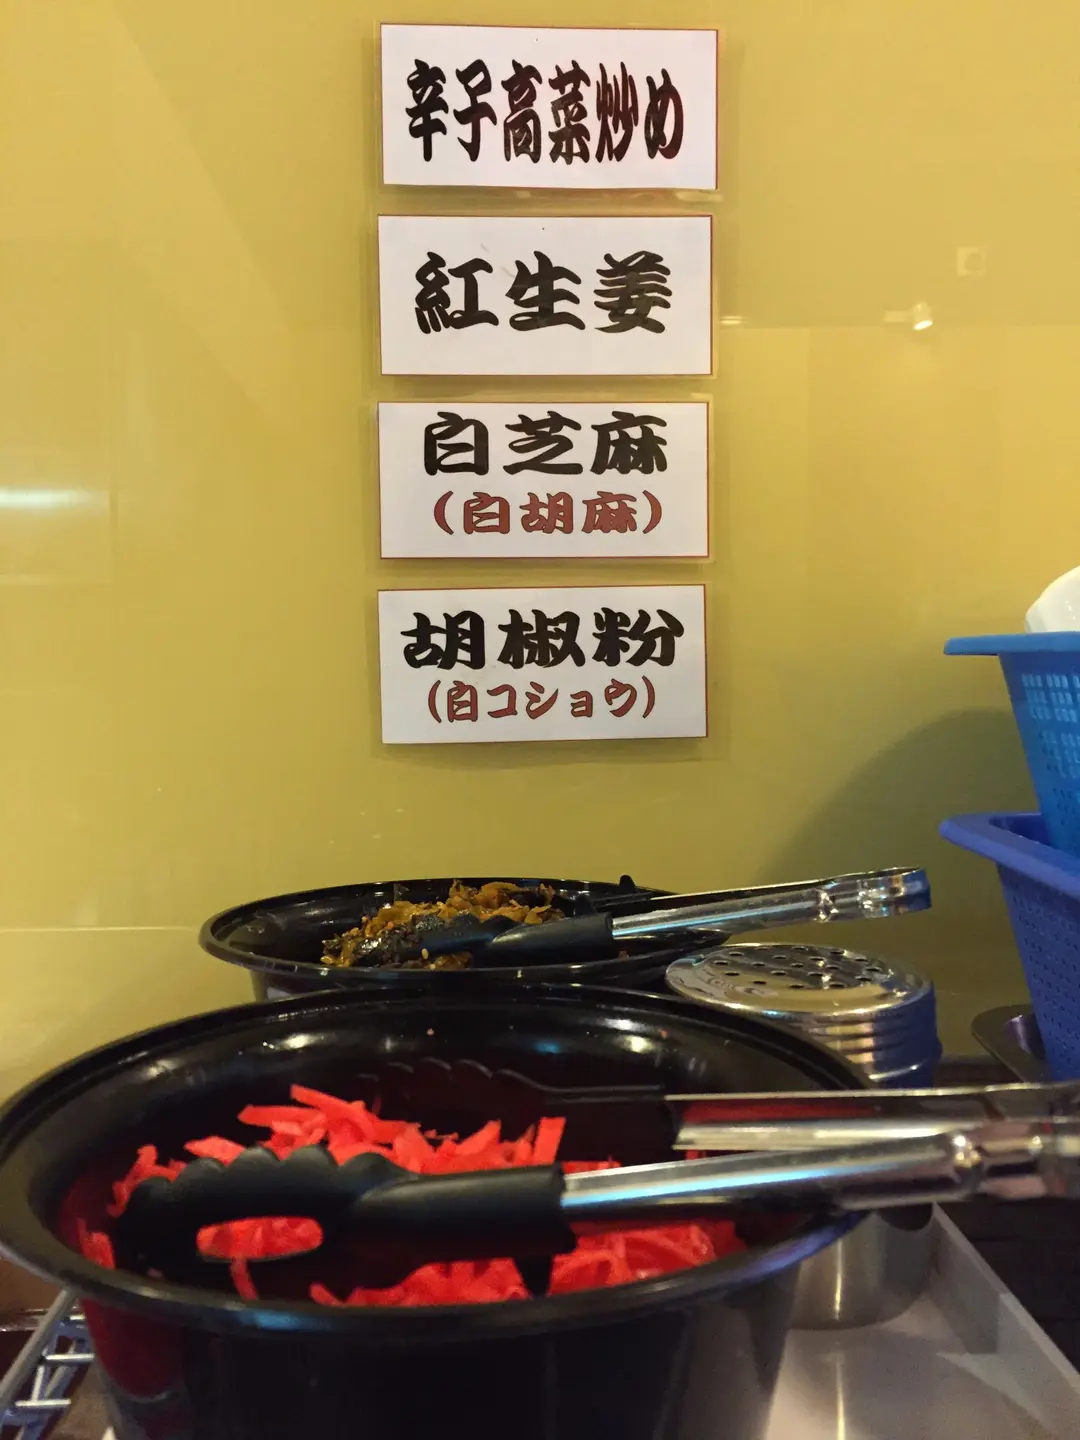 辛子高菜炒め
紅生姜
白芝麻
(白胡麻)
胡椒粉
(白コショウ)